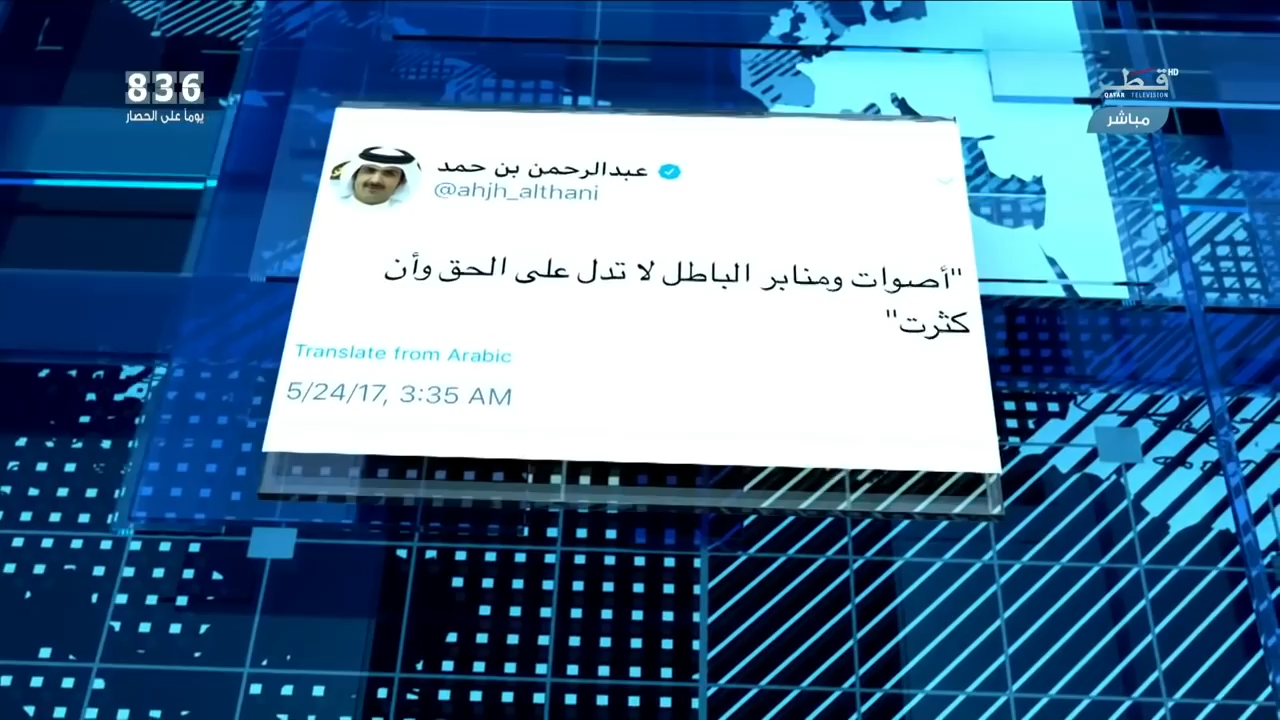 836
يوماً على الحصار
قطر HD
QATAR TELEVISION
مباشر
عبدالرحمن بن حمد
@ahjh_althani
"أصوات ومنابر الباطل لا تدل على الحق وأن
كثرت"
Translate from Arabic
5/24/17, 3:35 AM